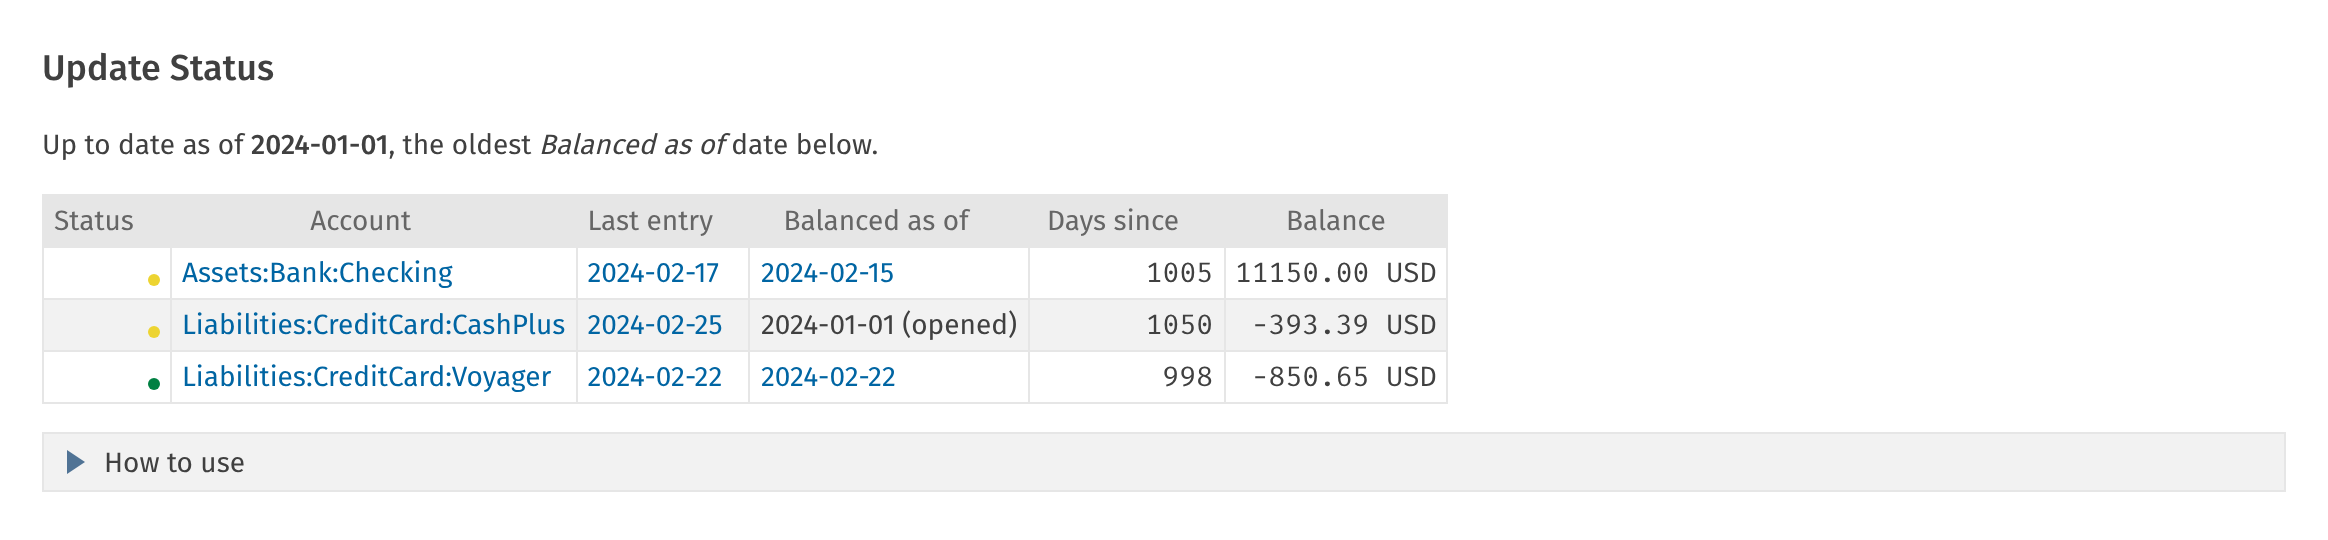 Update Status
Up to date as of 2024-01-01, the oldest Balanced as of date below.
Status Account Last entry Balanced as of Days since Balance
Assets:Bank:Checking 2024-02-17 2024-02-15 1005 11150.00 USD
Liabilities:CreditCard:CashPlus 2024-02-25 2024-01-01 (opened) 1050 -393.39 USD
Liabilities:CreditCard:Voyager 2024-02-22 2024-02-22 998 -850.65 USD
How to use